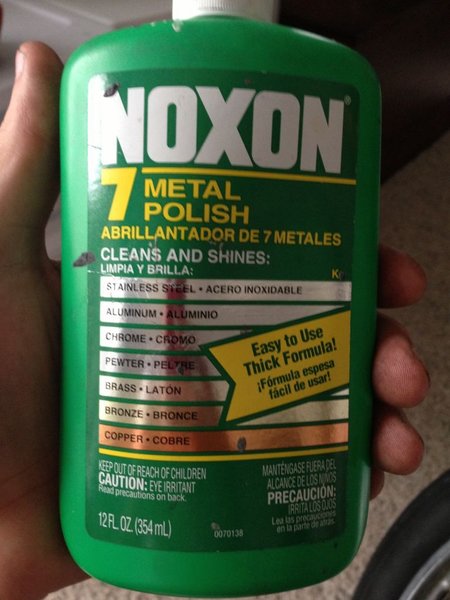 NOXON®
7 METAL
POLISH
ABRILLANTADOR DE 7 METALES
CLEANS AND SHINES:
LIMPIA Y BRILLA:
K
STAINLESS STEEL • ACERO INOXIDABLE
ALUMINUM • ALUMINIO
CHROME • CROMO
PEWTER • PELTRE
BRASS • LATÓN
BRONZE • BRONCE
COPPER • COBRE
Easy to Use
Thick Formula!
¡Fórmula espesa
fácil de usar!
KEEP OUT OF REACH OF CHILDREN
CAUTION: EYE IRRITANT
Read precautions on back.
12 FL. OZ. (354 mL)
0070138
MANTÉNGASE FUERA DEL
ALCANCE DE LOS NIÑOS
PRECAUCIÓN:
IRRITA LOS OJOS
Lea las precauciones
en la parte de atrás.